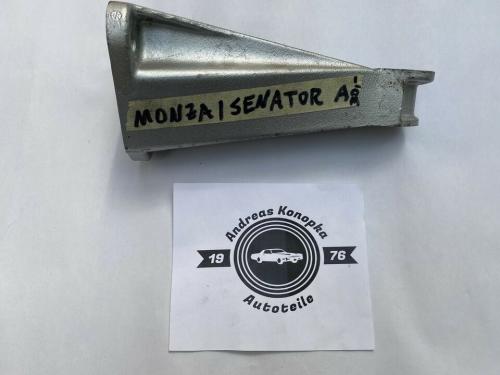 MONZA/SENATOR A
Andreas Konopka
19 76
Autoteile